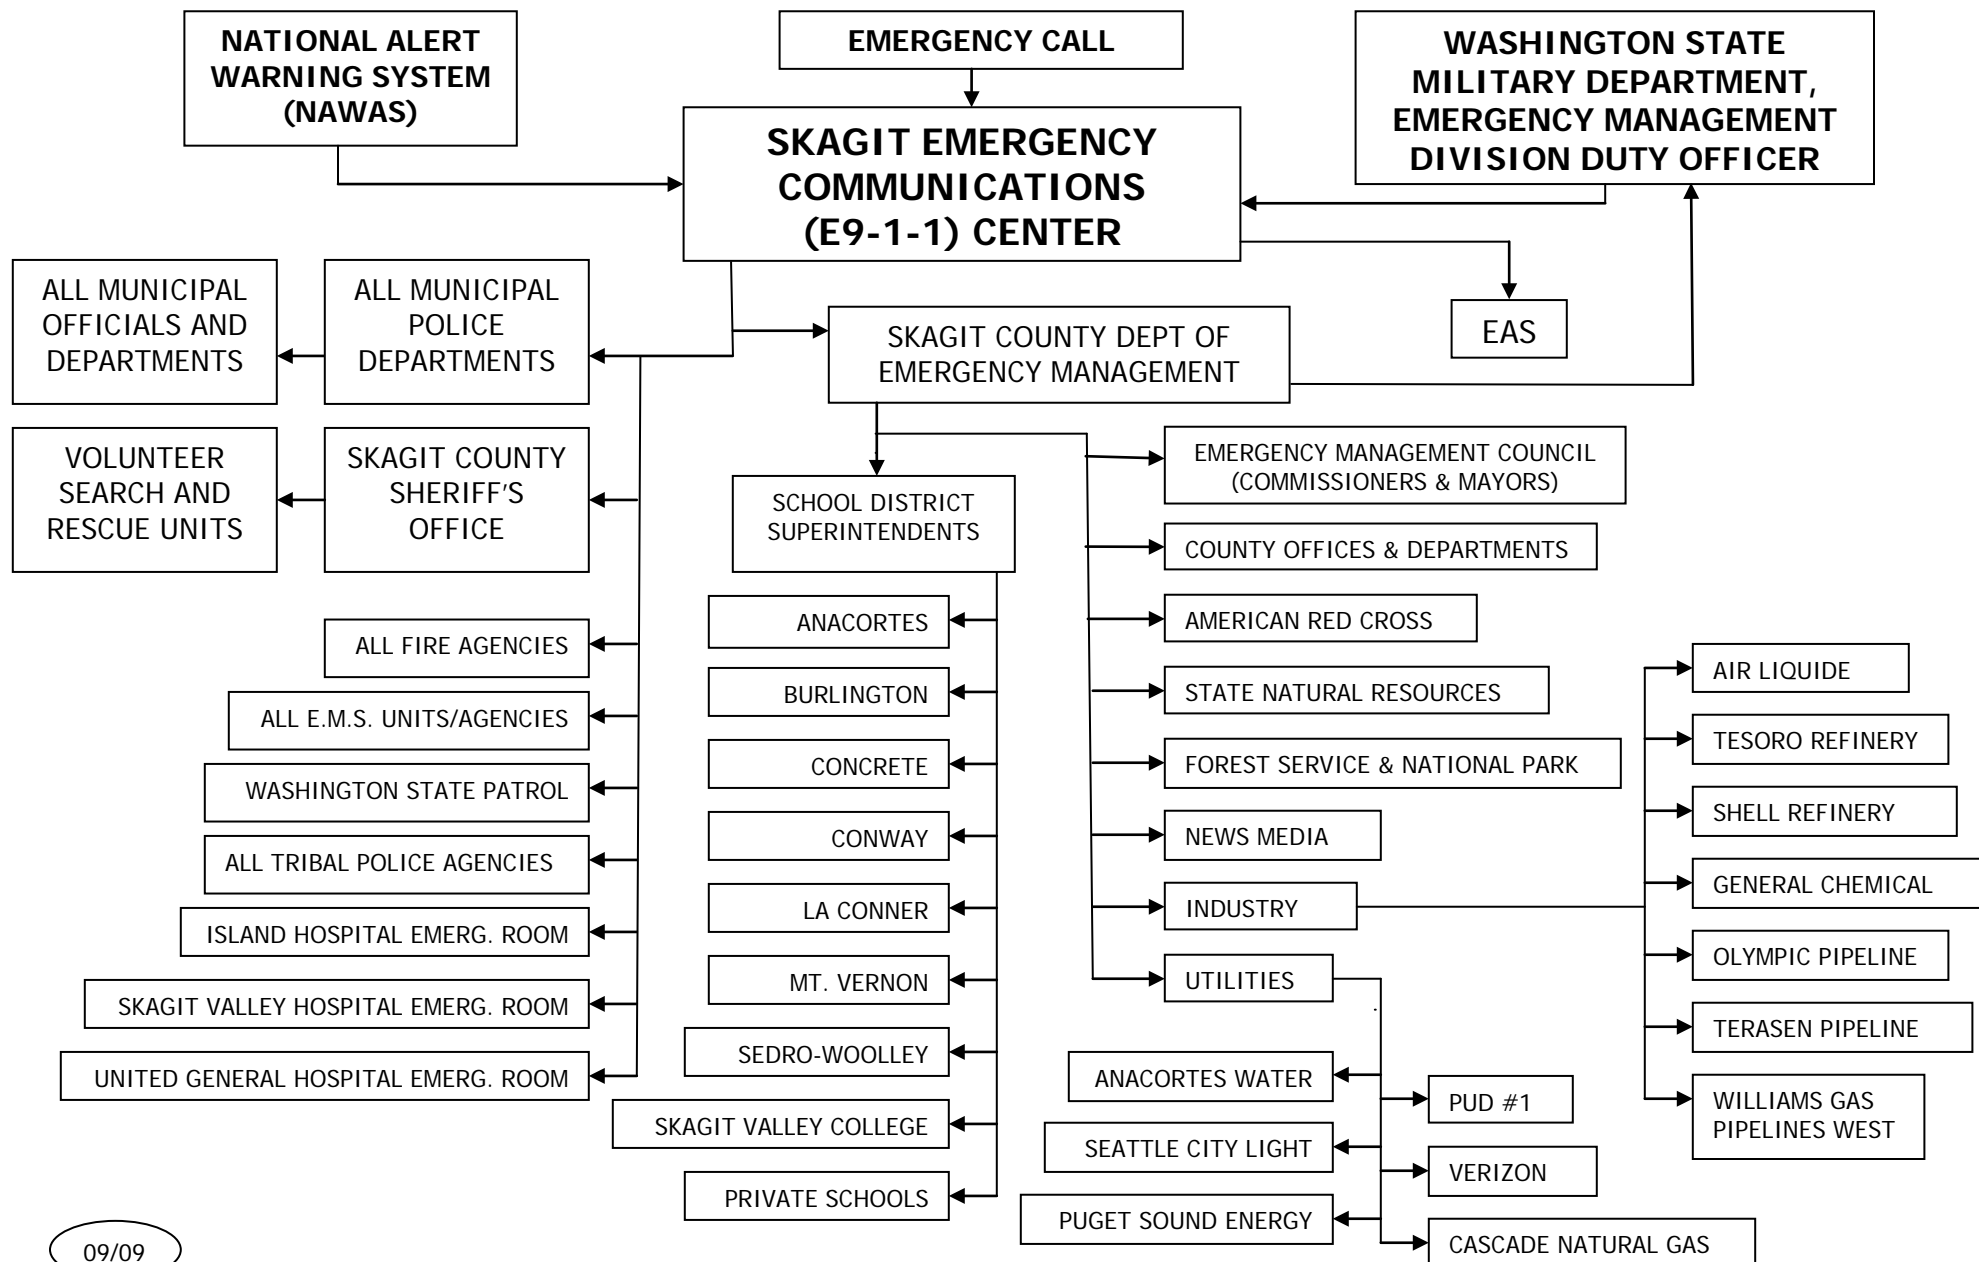 NATIONAL ALERT
WARNING SYSTEM
(NAWAS)
EMERGENCY CALL
WASHINGTON STATE
MILITARY DEPARTMENT,
EMERGENCY MANAGEMENT
DIVISION DUTY OFFICER
SKAGIT EMERGENCY
COMMUNICATIONS
(E9-1-1) CENTER
ALL MUNICIPAL
OFFICIALS AND
DEPARTMENTS
ALL MUNICIPAL
POLICE
DEPARTMENTS
SKAGIT COUNTY DEPT OF
EMERGENCY MANAGEMENT
EAS
VOLUNTEER
SEARCH AND
RESCUE UNITS
SKAGIT COUNTY
SHERIFF'S
OFFICE
ALL FIRE AGENCIES
ALL E.M.S. UNITS/AGENCIES
WASHINGTON STATE PATROL
ALL TRIBAL POLICE AGENCIES
ISLAND HOSPITAL EMERG. ROOM
SKAGIT VALLEY HOSPITAL EMERG. ROOM
UNITED GENERAL HOSPITAL EMERG. ROOM
SCHOOL DISTRICT
SUPERINTENDENTS
ANACORTES
BURLINGTON
CONCRETE
CONWAY
LA CONNER
MT. VERNON
SEDRO-WOOLLEY
SKAGIT VALLEY COLLEGE
PRIVATE SCHOOLS
EMERGENCY MANAGEMENT COUNCIL
(COMMISSIONERS & MAYORS)
COUNTY OFFICES & DEPARTMENTS
AMERICAN RED CROSS
STATE NATURAL RESOURCES
FOREST SERVICE & NATIONAL PARK
NEWS MEDIA
INDUSTRY
UTILITIES
ANACORTES WATER
SEATTLE CITY LIGHT
PUGET SOUND ENERGY
PUD #1
VERIZON
CASCADE NATURAL GAS
AIR LIQUIDE
TESORO REFINERY
SHELL REFINERY
GENERAL CHEMICAL
OLYMPIC PIPELINE
TERASEN PIPELINE
WILLIAMS GAS
PIPELINES WEST
09/09